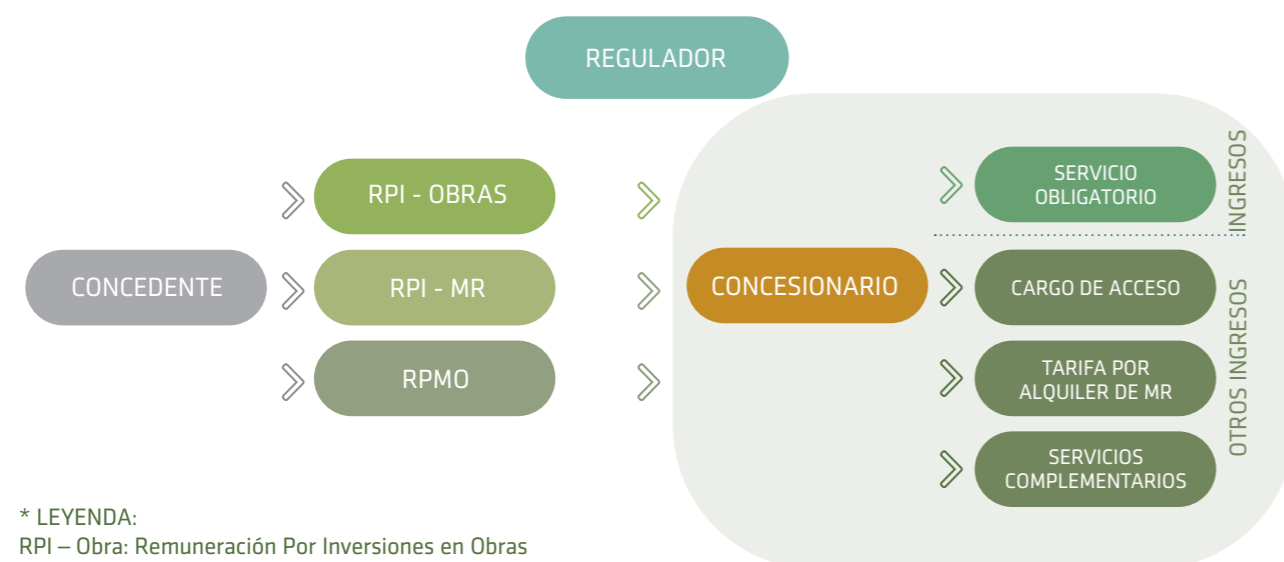 REGULADOR
RPI - OBRAS
SERVICIO
OBLIGATORIO
INGRESOS
CONCEDENTE
RPI - MR
CONCESIONARIO
CARGO DE ACCESO
RPMO
TARIFA POR
ALQUILER DE MR
OTROS INGRESOS
SERVICIOS
COMPLEMENTARIOS
* LEYENDA:
RPI – Obra: Remuneración Por Inversiones en Obras